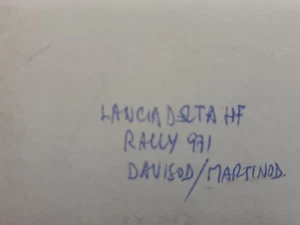 LANCIA DELTA HF
RALLY 971
DAVISOD/MARTINOD.